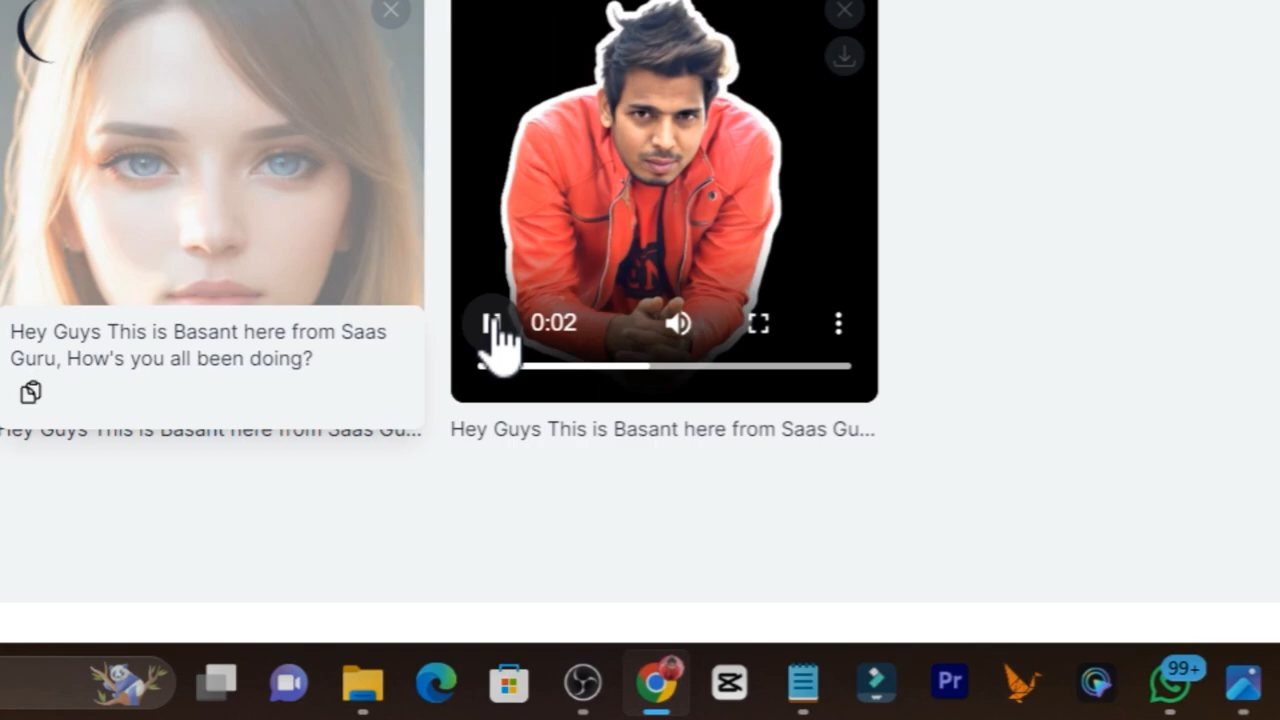 Hey Guys This is Basant here from Saas
Guru, How's you all been doing?
Hey Guys This is Basant here from Saas Gu...
0:02
Hey Guys This is Basant here from Saas Gu...
Pr
99+